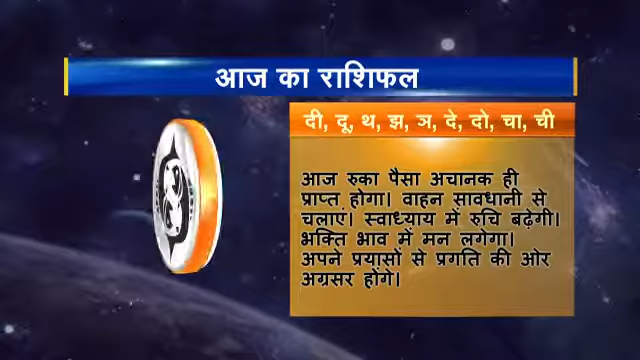 आज का राशिफल
दी, दू, थ, झ, ञ, दे, दो, चा, ची
आज रुका पैसा अचानक ही
प्राप्त होगा। वाहन सावधानी से
चलाएं। स्वाध्याय में रुचि बढ़ेगी।
भक्ति भाव में मन लगेगा।
अपने प्रयासों से प्रगति की ओर
अग्रसर होंगे।